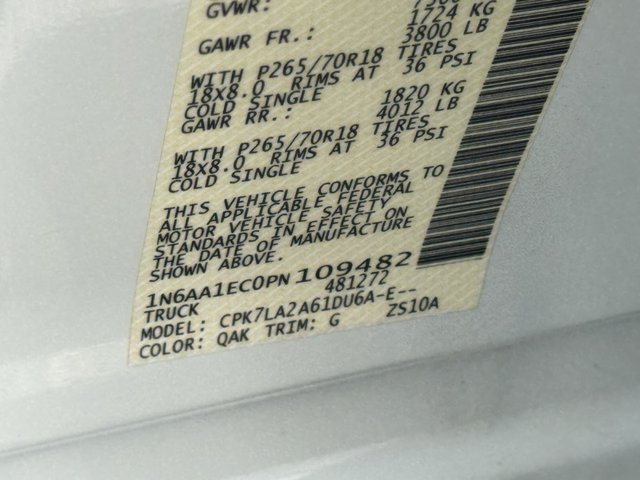 GVWR:
1724 KG
GAWR FR.: 3800 LB
WITH P265/70R18 TIRES
18X8.0 RIMS AT 36 PSI
COLD SINGLE 1820 KG
GAWR RR.: 4012 LB
WITH P265/70R18 TIRES
18X8.0 RIMS AT 36 PSI
COLD SINGLE
THIS VEHICLE CONFORMS TO
ALL APPLICABLE FEDERAL
MOTOR VEHICLE SAFETY
STANDARDS IN EFFECT ON
THE DATE OF MANUFACTURE
SHOWN ABOVE.
1N6AA1EC0PN109482
TRUCK 481272
MODEL: CPK7LA2A61DU6A-E--
COLOR: QAK TRIM: G ZS10A